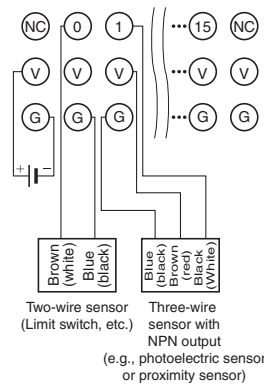 NC 0 1 ••• 15 NC
V V V ••• V V
G G G ••• G G
+ −
Brown
(white)
Blue
(black)
Blue
(black)
Brown
(red)
Black
(White)
Two-wire sensor
(Limit switch, etc.)
Three-wire
sensor with
NPN output
(e.g., photoelectric sensor
or proximity sensor)